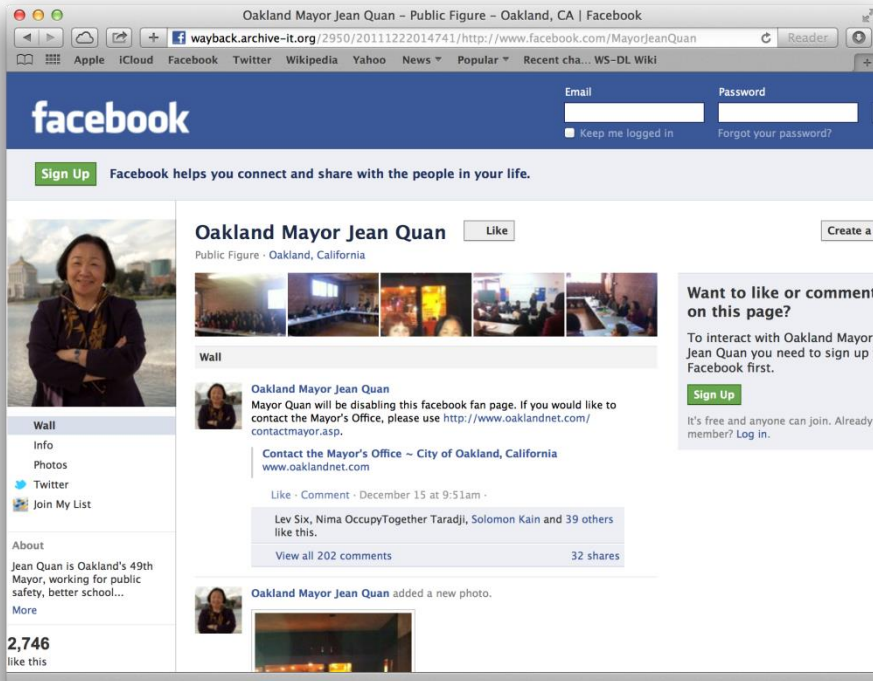 Oakland Mayor Jean Quan – Public Figure – Oakland, CA | Facebook
wayback.archive-it.org/2950/20111222014741/http://www.facebook.com/MayorJeanQuan
Reader
Apple iCloud Facebook Twitter Wikipedia Yahoo News Popular Recent cha... WS-DL Wiki
facebook
Email
Password
Keep me logged in
Forgot your password?
Sign Up
Facebook helps you connect and share with the people in your life.
Oakland Mayor Jean Quan
Like
Create a
Public Figure · Oakland, California
Wall
Oakland Mayor Jean Quan
Mayor Quan will be disabling this facebook fan page. If you would like to
contact the Mayor's Office, please use http://www.oaklandnet.com/
contactmayor.asp.
Contact the Mayor's Office ~ City of Oakland, California
www.oaklandnet.com
Like · Comment · December 15 at 9:51am ·
Lev Six, Nima OccupyTogether Taradji, Solomon Kain and 39 others
like this.
View all 202 comments
32 shares
Oakland Mayor Jean Quan added a new photo.
Wall
Info
Photos
Twitter
Join My List
About
Jean Quan is Oakland's 49th
Mayor, working for public
safety, better school...
More
2,746
like this
Want to like or comment
on this page?
To interact with Oakland Mayor
Jean Quan you need to sign up
Facebook first.
Sign Up
It's free and anyone can join. Already
member? Log in.